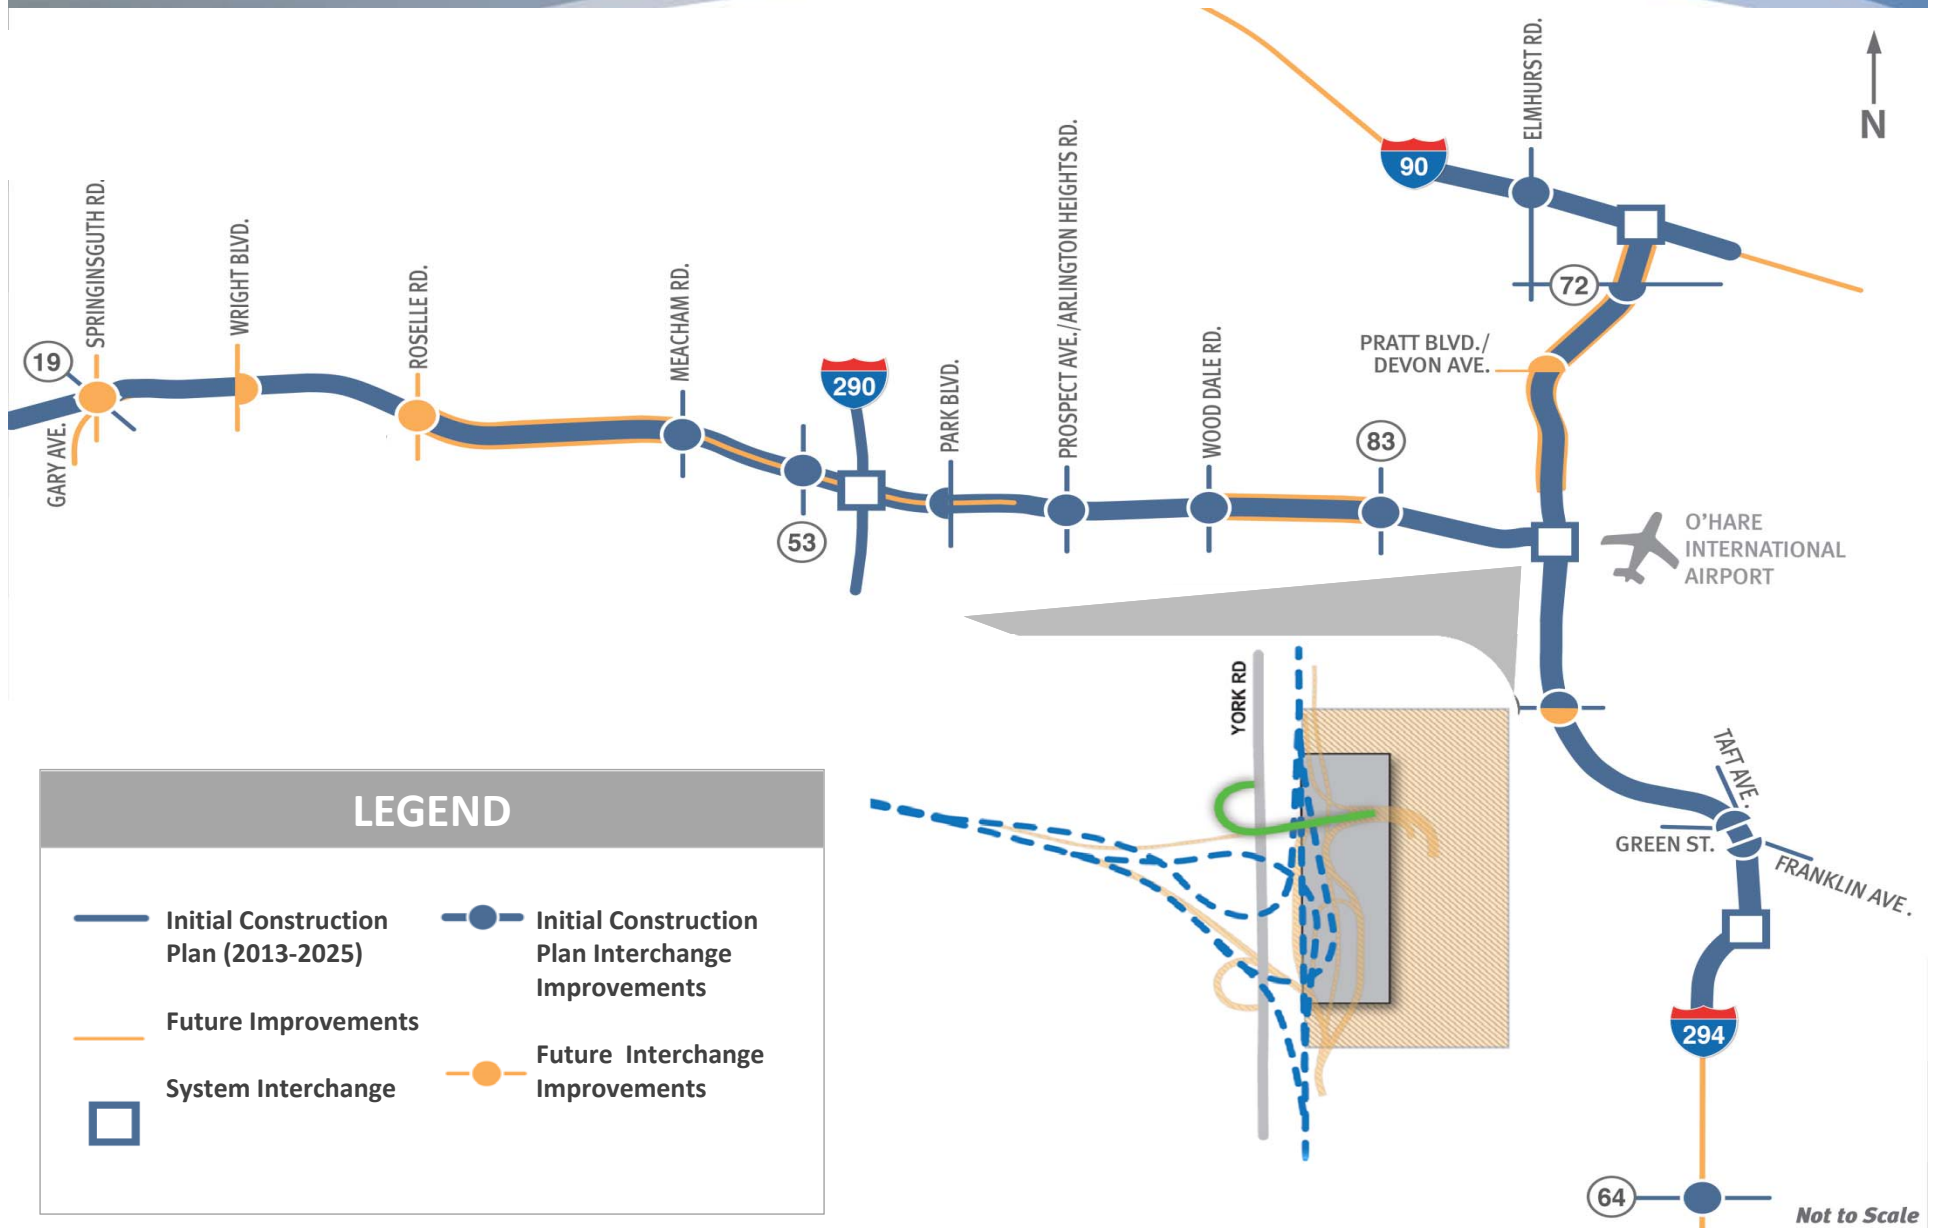 ELMHURST RD.
N
90
SPRINGINSGUTH RD.
WRIGHT BLVD.
ROSELLE RD.
MEACHAM RD.
PROSPECT AVE./ARLINGTON HEIGHTS RD.
72
19
290
PARK BLVD.
WOOD DALE RD.
PRATT BLVD./
DEVON AVE.
GARY AVE.
83
53
O'HARE
INTERNATIONAL
AIRPORT
YORK RD
TAFT AVE.
GREEN ST.
FRANKLIN AVE.
LEGEND
Initial Construction
Plan (2013-2025)
Initial Construction
Plan Interchange
Improvements
Future Improvements
Future Interchange
Improvements
System Interchange
294
64
Not to Scale